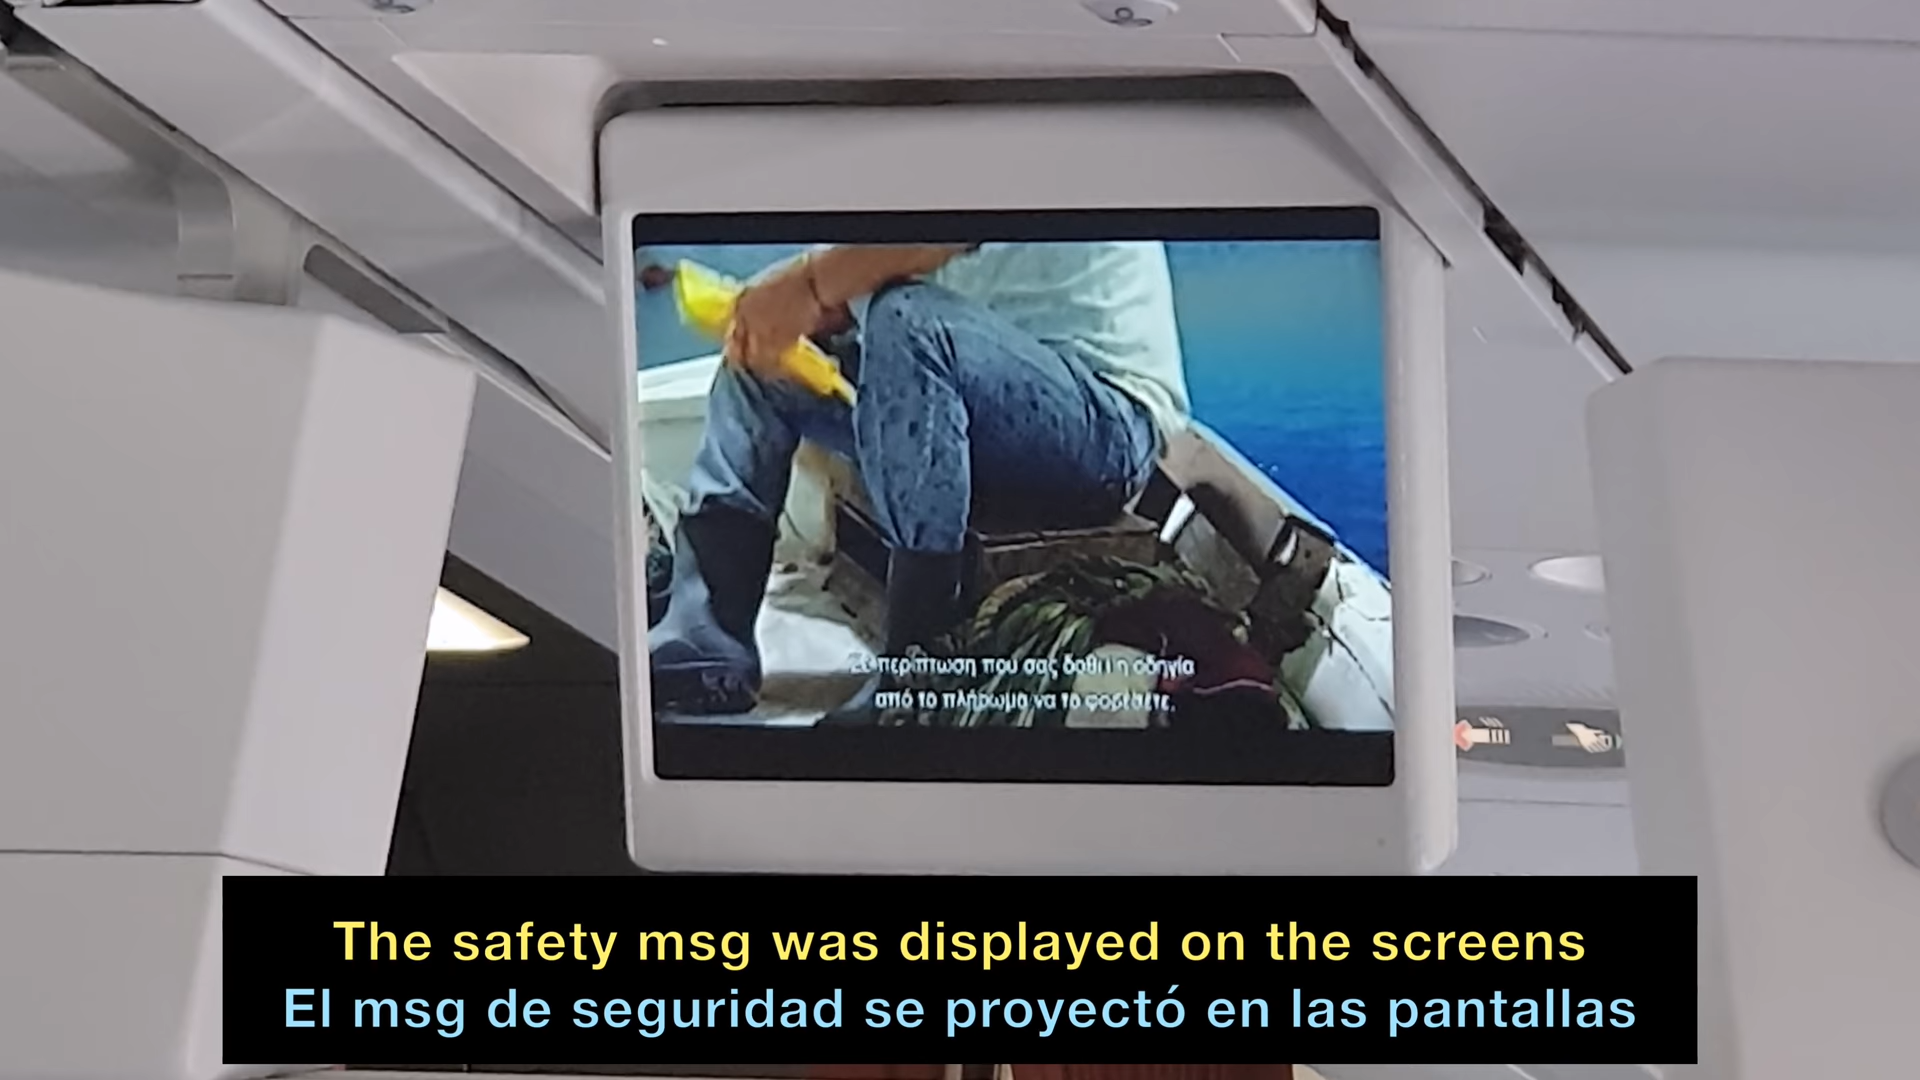 Σε περίπτωση που σας δοθεί η οδηγία
από το πλήρωμα να το φορέσετε.
The safety msg was displayed on the screens
El msg de seguridad se proyectó en las pantallas